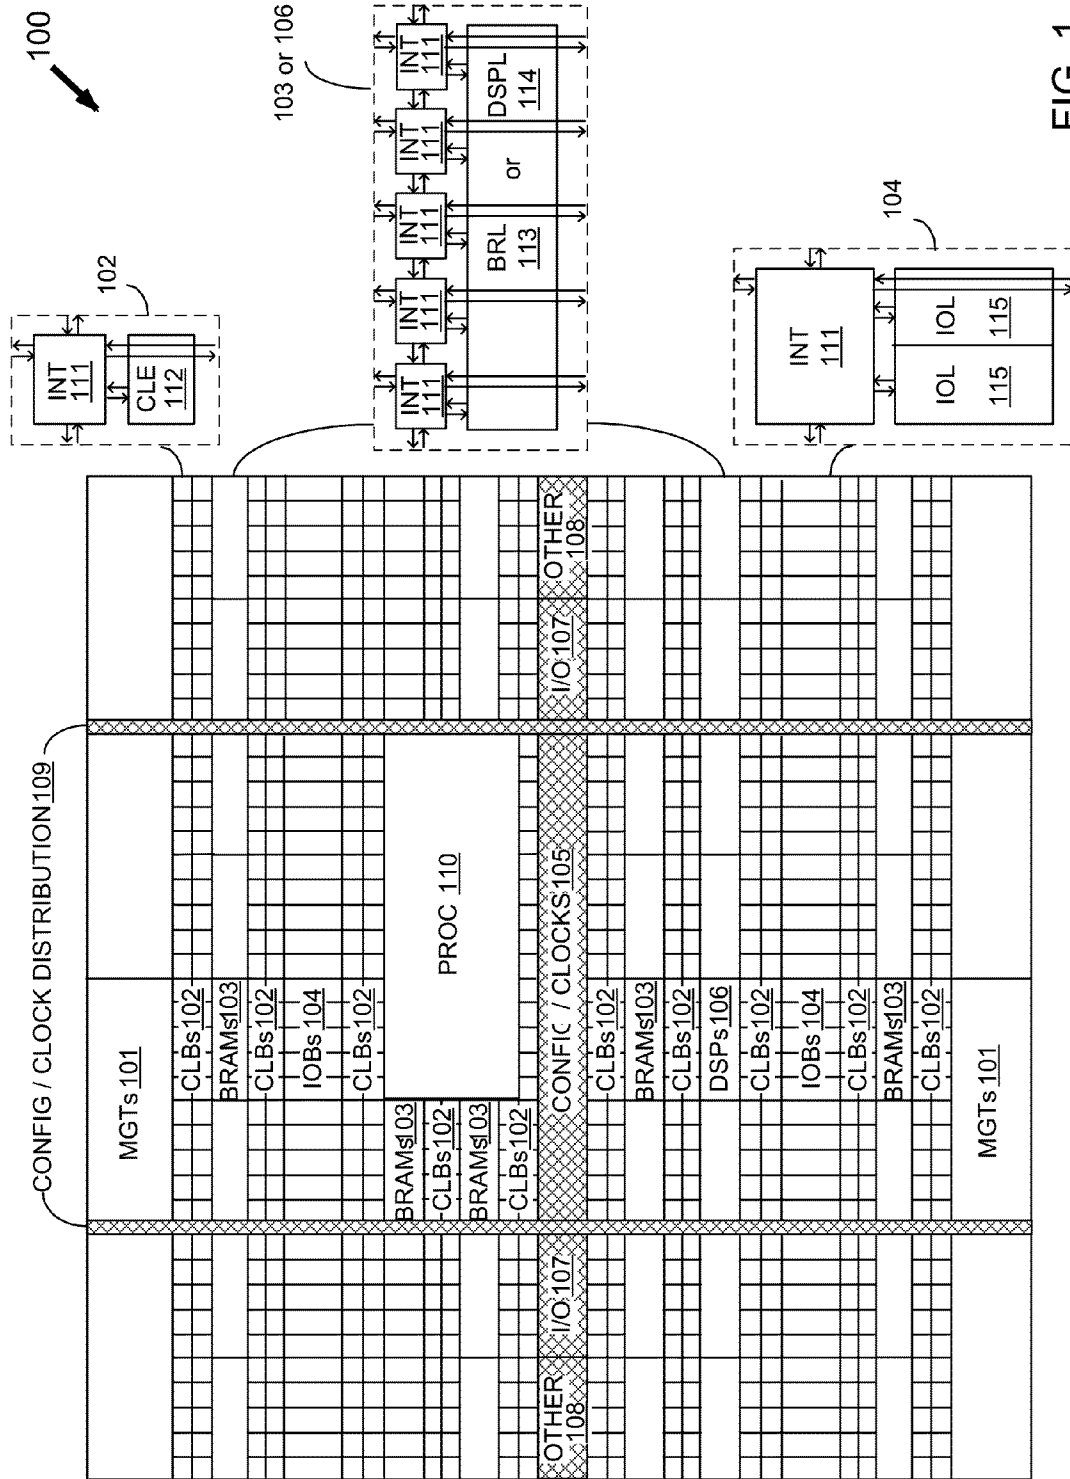 100
CONFIG / CLOCK DISTRIBUTION 109
MGTs 101
CLBs 102
BRAMs 103
CLBs 102
IOBs 104
CLBs 102
BRAMs 103
CLBs 102
BRAMs 103
CLBs 102
PROC 110
OTHER
108
I/O 107
CONFIG / CLOCKS 105
I/O 107
OTHER
108
CLBs 102
BRAMs 103
CLBs 102
DSPs 106
CLBs 102
IOBs 104
CLBs 102
BRAMs 103
CLBs 102
MGTs 101
102
INT
111
CLE
112
103 or 106
INT
111
INT
111
INT
111
INT
111
INT
111
BRL
113
or
DSPL
114
104
INT
111
IOL
115
IOL
115
FIG. 1